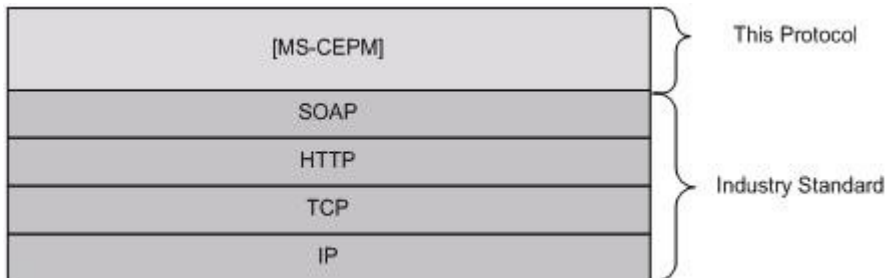 [MS-CEPM]
This Protocol
SOAP
HTTP
TCP
IP
Industry Standard